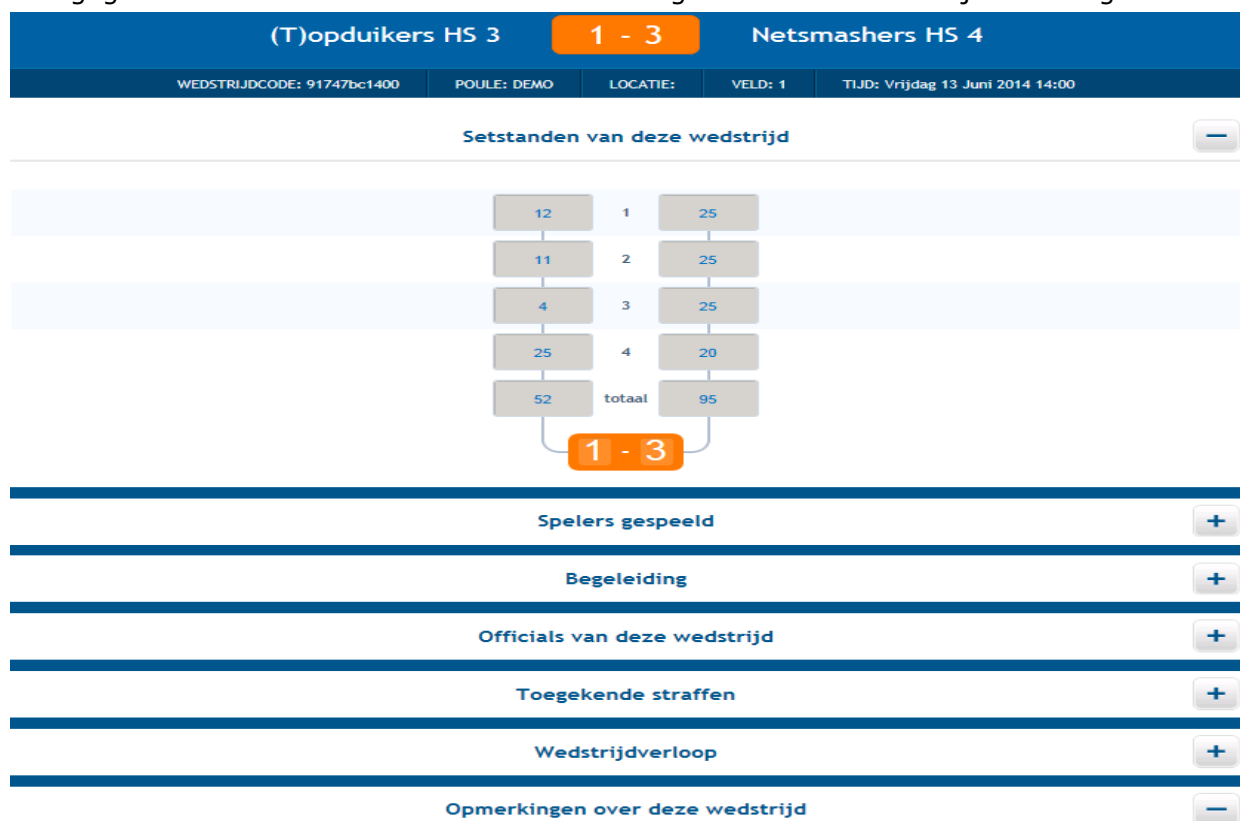 (T)opduikers HS 3 1 - 3 Netsmashers HS 4
WEDSTRIJDCODE: 91747bc1400 POULE: DEMO LOCATIE: VELD: 1 TIJD: Vrijdag 13 Juni 2014 14:00
Setstanden van deze wedstrijd
12 1 25
11 2 25
4 3 25
25 4 20
52 totaal 95
1 - 3
Spelers gespeeld
Begeleiding
Officials van deze wedstrijd
Toegekende straffen
Wedstrijdverloop
Opmerkingen over deze wedstrijd